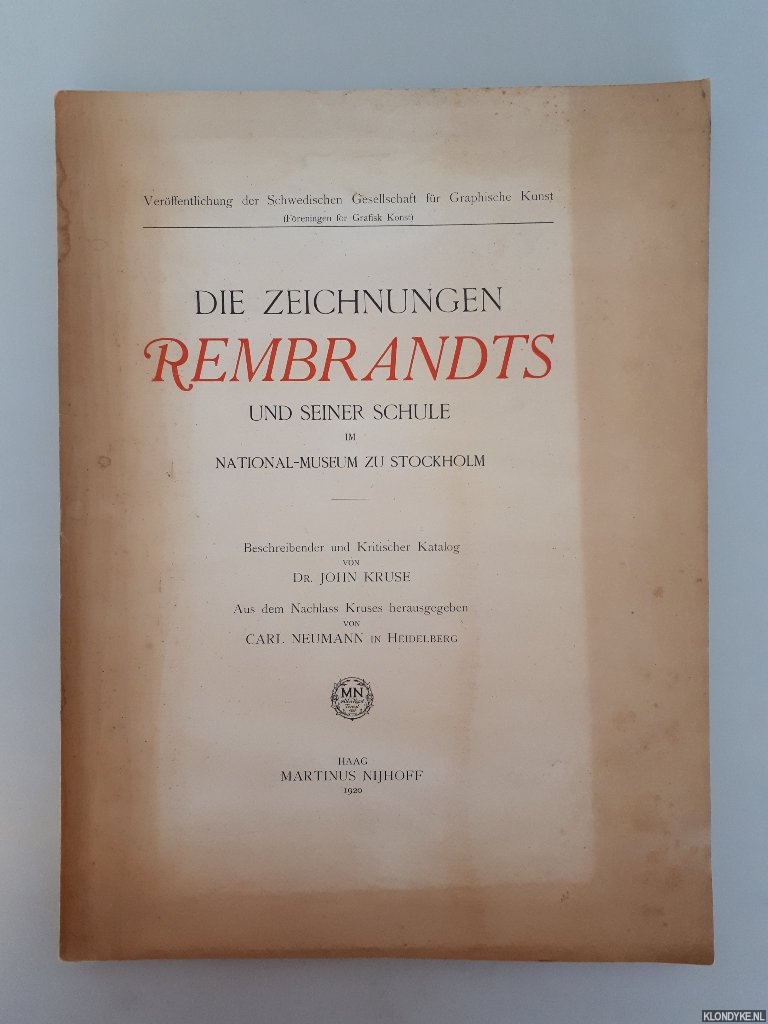 Veröffentlichung der Schwedischen Gesellschaft für Graphische Kunst
(Föreningen för Grafisk Konst)
DIE ZEICHNUNGEN
REMBRANDTS
UND SEINER SCHULE
IM
NATIONAL-MUSEUM ZU STOCKHOLM
Beschreibender und Kritischer Katalog
VON
DR. JOHN KRUSE
Aus dem Nachlass Kruses herausgegeben
VON
CARL NEUMANN IN HEIDELBERG
MN
HAAG
MARTINUS NIJHOFF
1920
KLONDYKE.NL